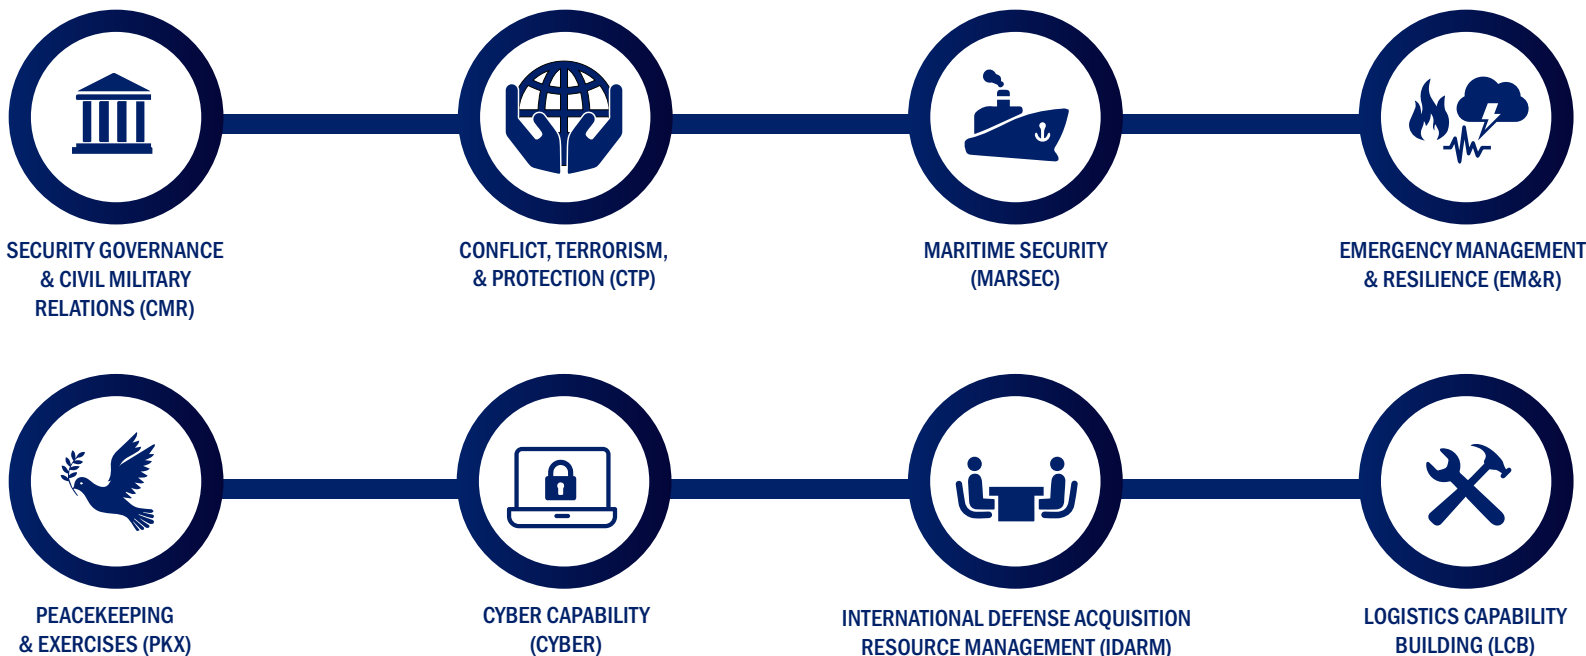 SECURITY GOVERNANCE
& CIVIL MILITARY
RELATIONS (CMR)
CONFLICT, TERRORISM,
& PROTECTION (CTP)
MARITIME SECURITY
(MARSEC)
EMERGENCY MANAGEMENT
& RESILIENCE (EM&R)
PEACEKEEPING
& EXERCISES (PKX)
CYBER CAPABILITY
(CYBER)
INTERNATIONAL DEFENSE ACQUISITION
RESOURCE MANAGEMENT (IDARM)
LOGISTICS CAPABILITY
BUILDING (LCB)